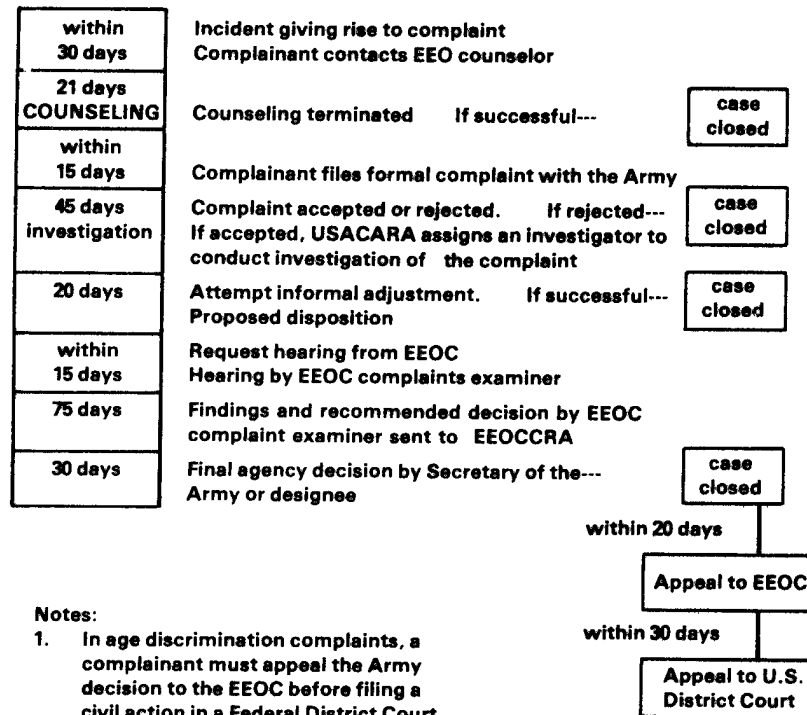 within
30 days
Incident giving rise to complaint
Complainant contacts EEO counselor
21 days
COUNSELING
Counseling terminated If successful---
case
closed
within
15 days
Complainant files formal complaint with the Army
45 days
investigation
Complaint accepted or rejected. If rejected---
If accepted, USACARA assigns an investigator to
conduct investigation of the complaint
case
closed
20 days
Attempt informal adjustment. If successful---
Proposed disposition
case
closed
within
15 days
Request hearing from EEOC
Hearing by EEOC complaints examiner
75 days
Findings and recommended decision by EEOC
complaint examiner sent to EEOCCRA
30 days
Final agency decision by Secretary of the---
Army or designee
case
closed
within 20 days
Appeal to EEOC
within 30 days
Appeal to U.S.
District Court
Notes:
1. In age discrimination complaints, a
complainant must appeal the Army
decision to the EEOC before filing a
civil action in a Federal District Court